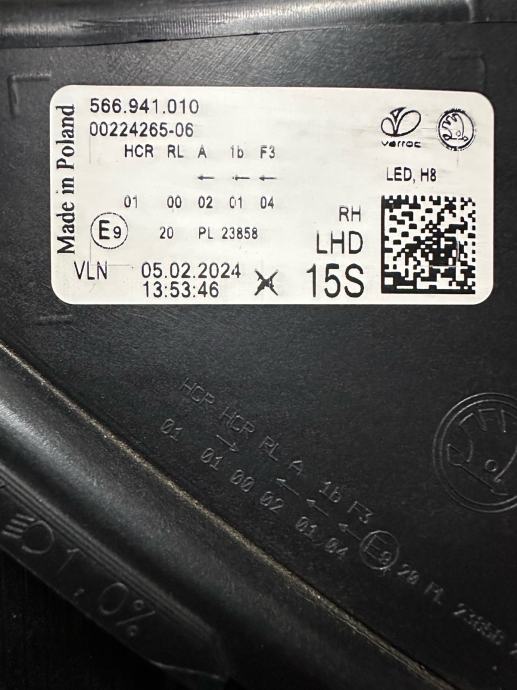 Made in Poland
566.941.010
00224265-06
HCR RL A 1b F3
← ← ←
01 00 02 01 04
E9 20 PL 23858
VLN 05.02.2024
13:53:46 X
varroc
LED, H8
RH
LHD
15S
HCR HCR RL A 1b F3
→ ← ← ←
01 01 00 02 01 04 E9 20 PL 23858
1.0%